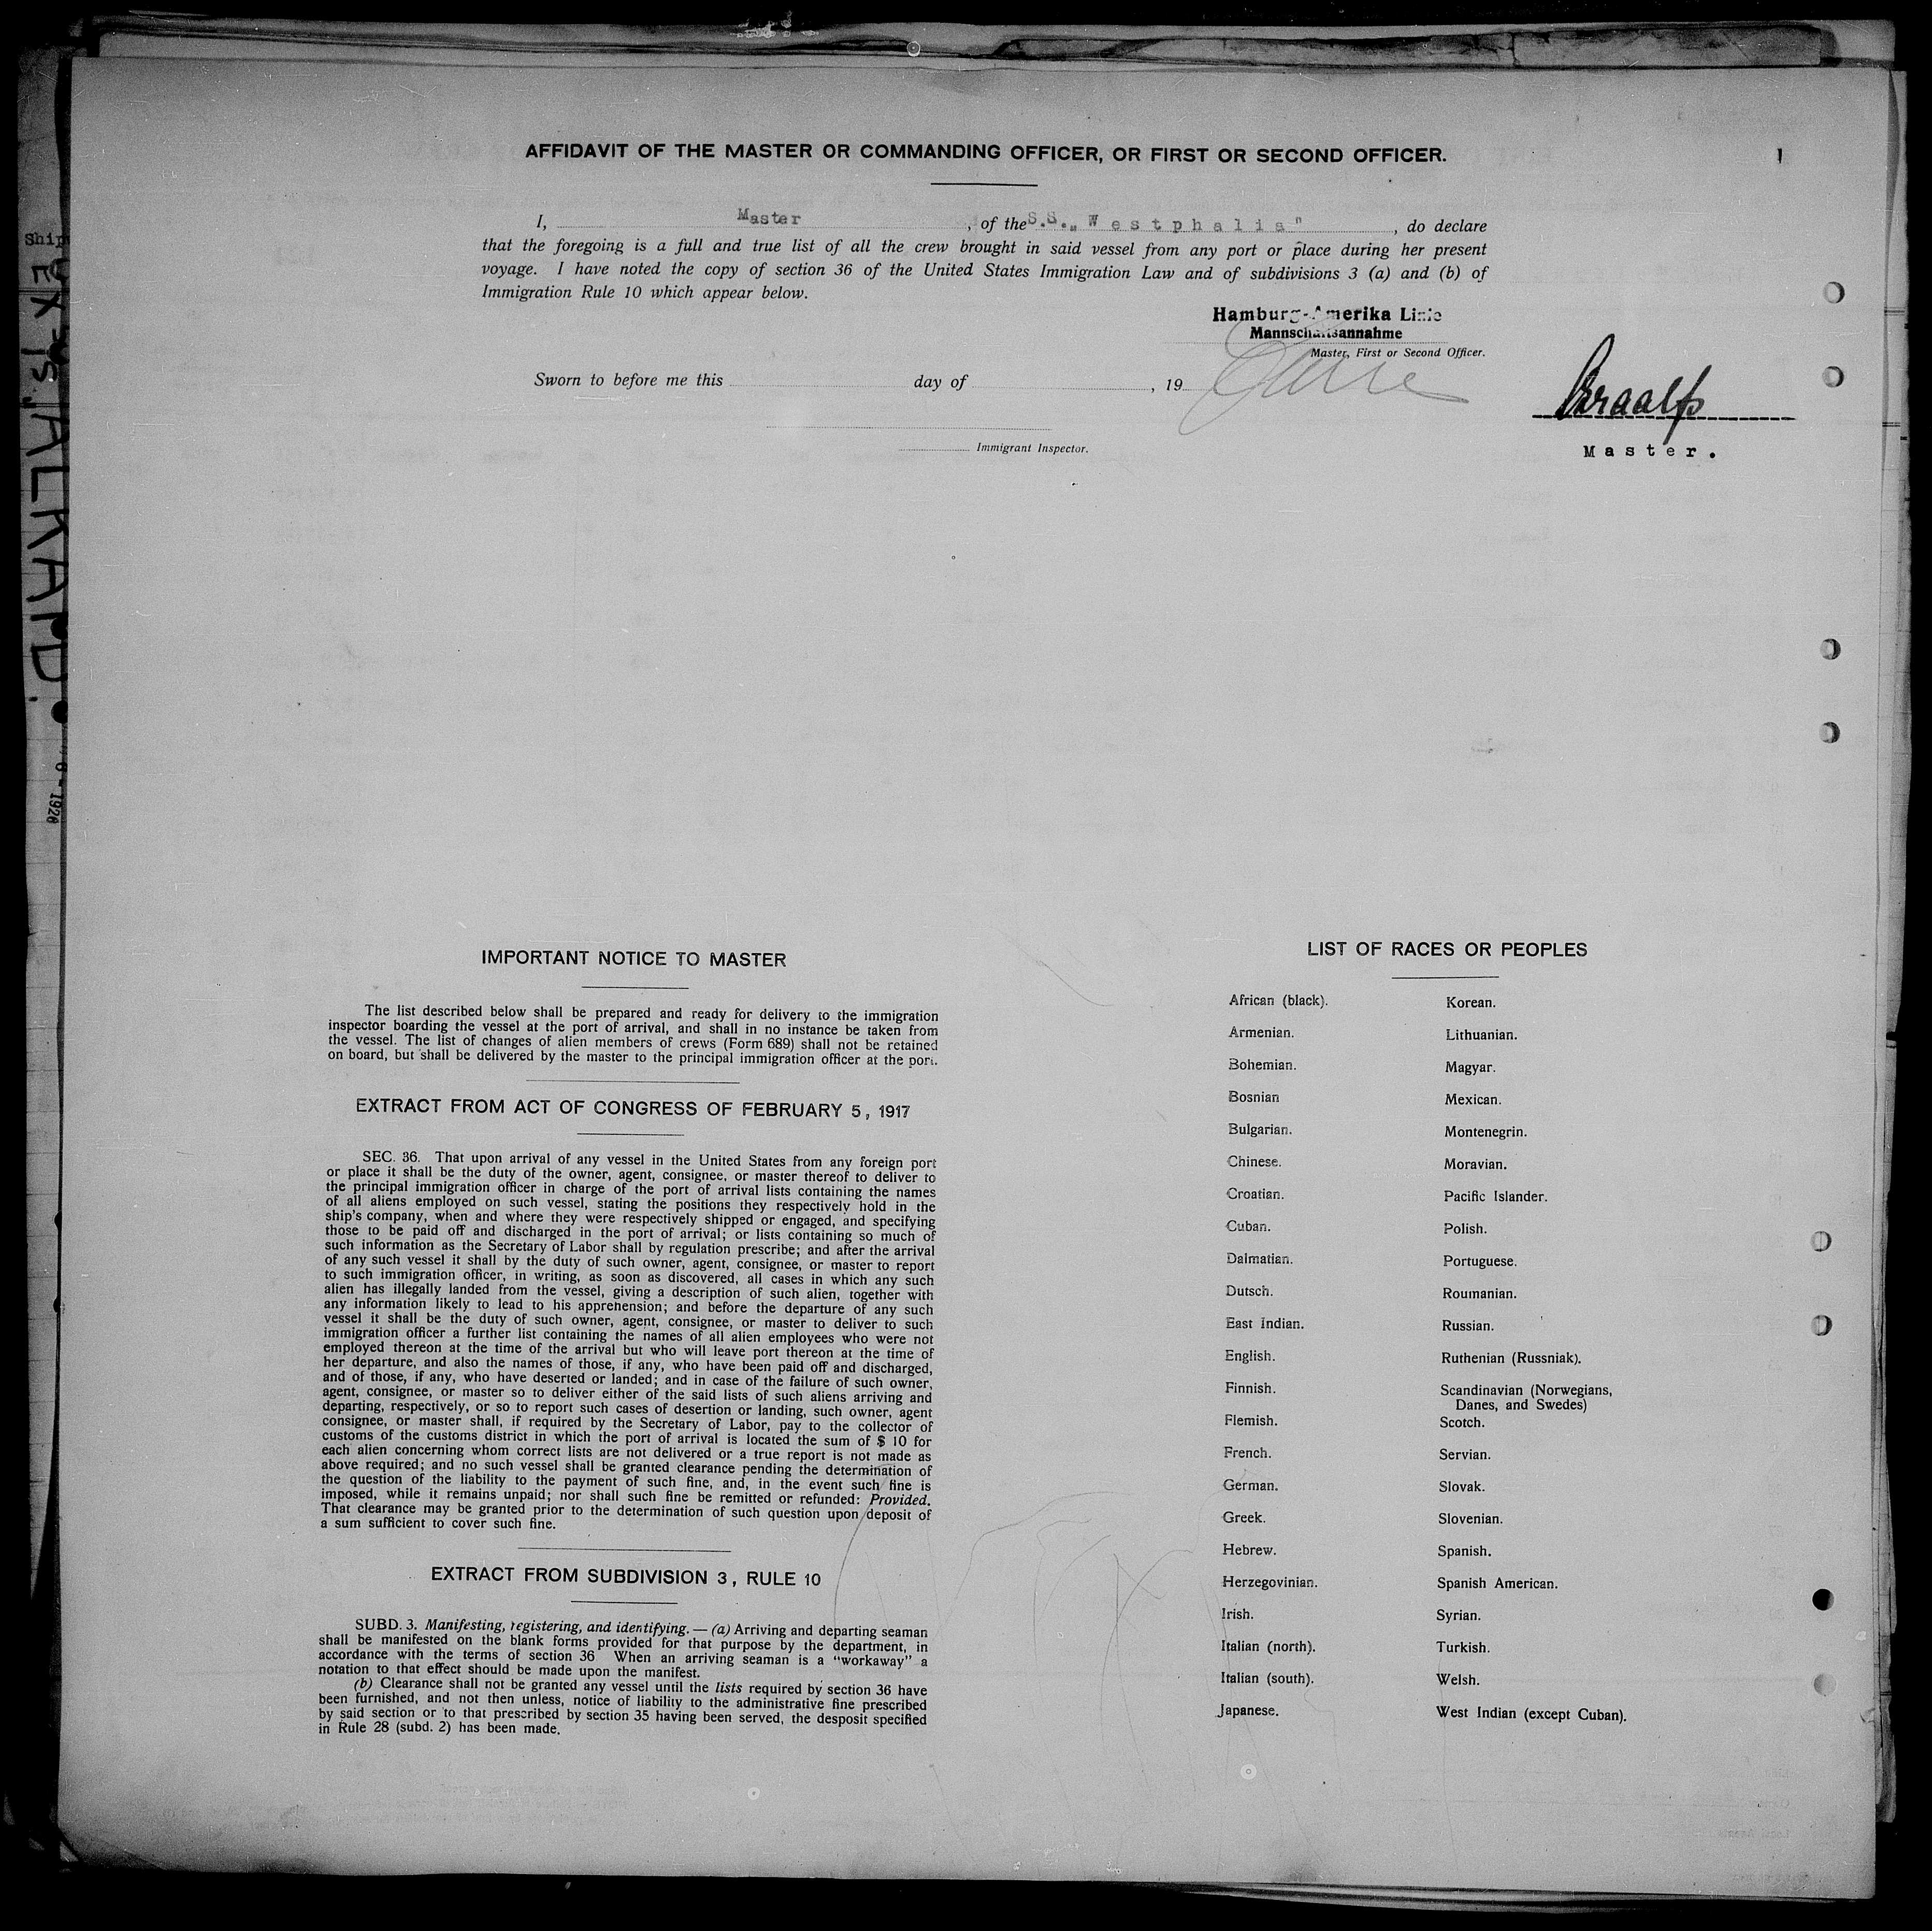 AFFIDAVIT OF THE MASTER OR COMMANDING OFFICER, OR FIRST OR SECOND OFFICER.
1
I, Master, of the S.S. „Westphalia", do declare
that the foregoing is a full and true list of all the crew brought in said vessel from any port or place during her present
voyage. I have noted the copy of section 36 of the United States Immigration Law and of subdivisions 3 (a) and (b) of
Immigration Rule 10 which appear below.
Hamburg-Amerika Linie
Mannschaftsannahme
Master, First or Second Officer.
Sworn to before me this day of , 19
Immigrant Inspector.
Master.
Ship
EX "S.S. ALKAID.
1926
IMPORTANT NOTICE TO MASTER
The list described below shall be prepared and ready for delivery to the immigration
inspector boarding the vessel at the port of arrival, and shall in no instance be taken from
the vessel. The list of changes of alien members of crews (Form 689) shall not be retained
on board, but shall be delivered by the master to the principal immigration officer at the port.
EXTRACT FROM ACT OF CONGRESS OF FEBRUARY 5, 1917
SEC. 36. That upon arrival of any vessel in the United States from any foreign port
or place it shall be the duty of the owner, agent, consignee, or master thereof to deliver to
the principal immigration officer in charge of the port of arrival lists containing the names
of all aliens employed on such vessel, stating the positions they respectively hold in the
ship's company, when and where they were respectively shipped or engaged, and specifying
those to be paid off and discharged in the port of arrival; or lists containing so much of
such information as the Secretary of Labor shall by regulation prescribe; and after the arrival
of any such vessel it shall by the duty of such owner, agent, consignee, or master to report
to such immigration officer, in writing, as soon as discovered, all cases in which any such
alien has illegally landed from the vessel, giving a description of such alien, together with
any information likely to lead to his apprehension; and before the departure of any such
vessel it shall be the duty of such owner, agent, consignee, or master to deliver to such
immigration officer a further list containing the names of all alien employees who were not
employed thereon at the time of the arrival but who will leave port thereon at the time of
her departure, and also the names of those, if any, who have been paid off and discharged,
and of those, if any, who have deserted or landed; and in case of the failure of such owner,
agent, consignee, or master so to deliver either of the said lists of such aliens arriving and
departing, respectively, or so to report such cases of desertion or landing, such owner, agent
consignee, or master shall, if required by the Secretary of Labor, pay to the collector of
customs of the customs district in which the port of arrival is located the sum of $ 10 for
each alien concerning whom correct lists are not delivered or a true report is not made as
above required; and no such vessel shall be granted clearance pending the determination of
the question of the liability to the payment of such fine, and, in the event such fine is
imposed, while it remains unpaid; nor shall such fine be remitted or refunded: Provided.
That clearance may be granted prior to the determination of such question upon deposit of
a sum sufficient to cover such fine.
EXTRACT FROM SUBDIVISION 3, RULE 10
SUBD. 3. Manifesting, registering, and identifying. — (a) Arriving and departing seaman
shall be manifested on the blank forms provided for that purpose by the department, in
accordance with the terms of section 36 When an arriving seaman is a "workaway" a
notation to that effect should be made upon the manifest.
(b) Clearance shall not be granted any vessel until the lists required by section 36 have
been furnished, and not then unless, notice of liability to the administrative fine prescribed
by said section or to that prescribed by section 35 having been served, the desposit specified
in Rule 28 (subd. 2) has been made.
LIST OF RACES OR PEOPLES
African (black).
Armenian.
Bohemian.
Bosnian
Bulgarian.
Chinese.
Croatian.
Cuban.
Dalmatian.
Dutsch.
East Indian.
English.
Finnish.
Flemish.
French.
German.
Greek.
Hebrew.
Herzegovinian.
Irish.
Italian (north).
Italian (south).
Japanese.
Korean.
Lithuanian.
Magyar.
Mexican.
Montenegrin.
Moravian.
Pacific Islander.
Polish.
Portuguese.
Roumanian.
Russian.
Ruthenian (Russniak).
Scandinavian (Norwegians,
Danes, and Swedes)
Scotch.
Servian.
Slovak.
Slovenian.
Spanish.
Spanish American.
Syrian.
Turkish.
Welsh.
West Indian (except Cuban).